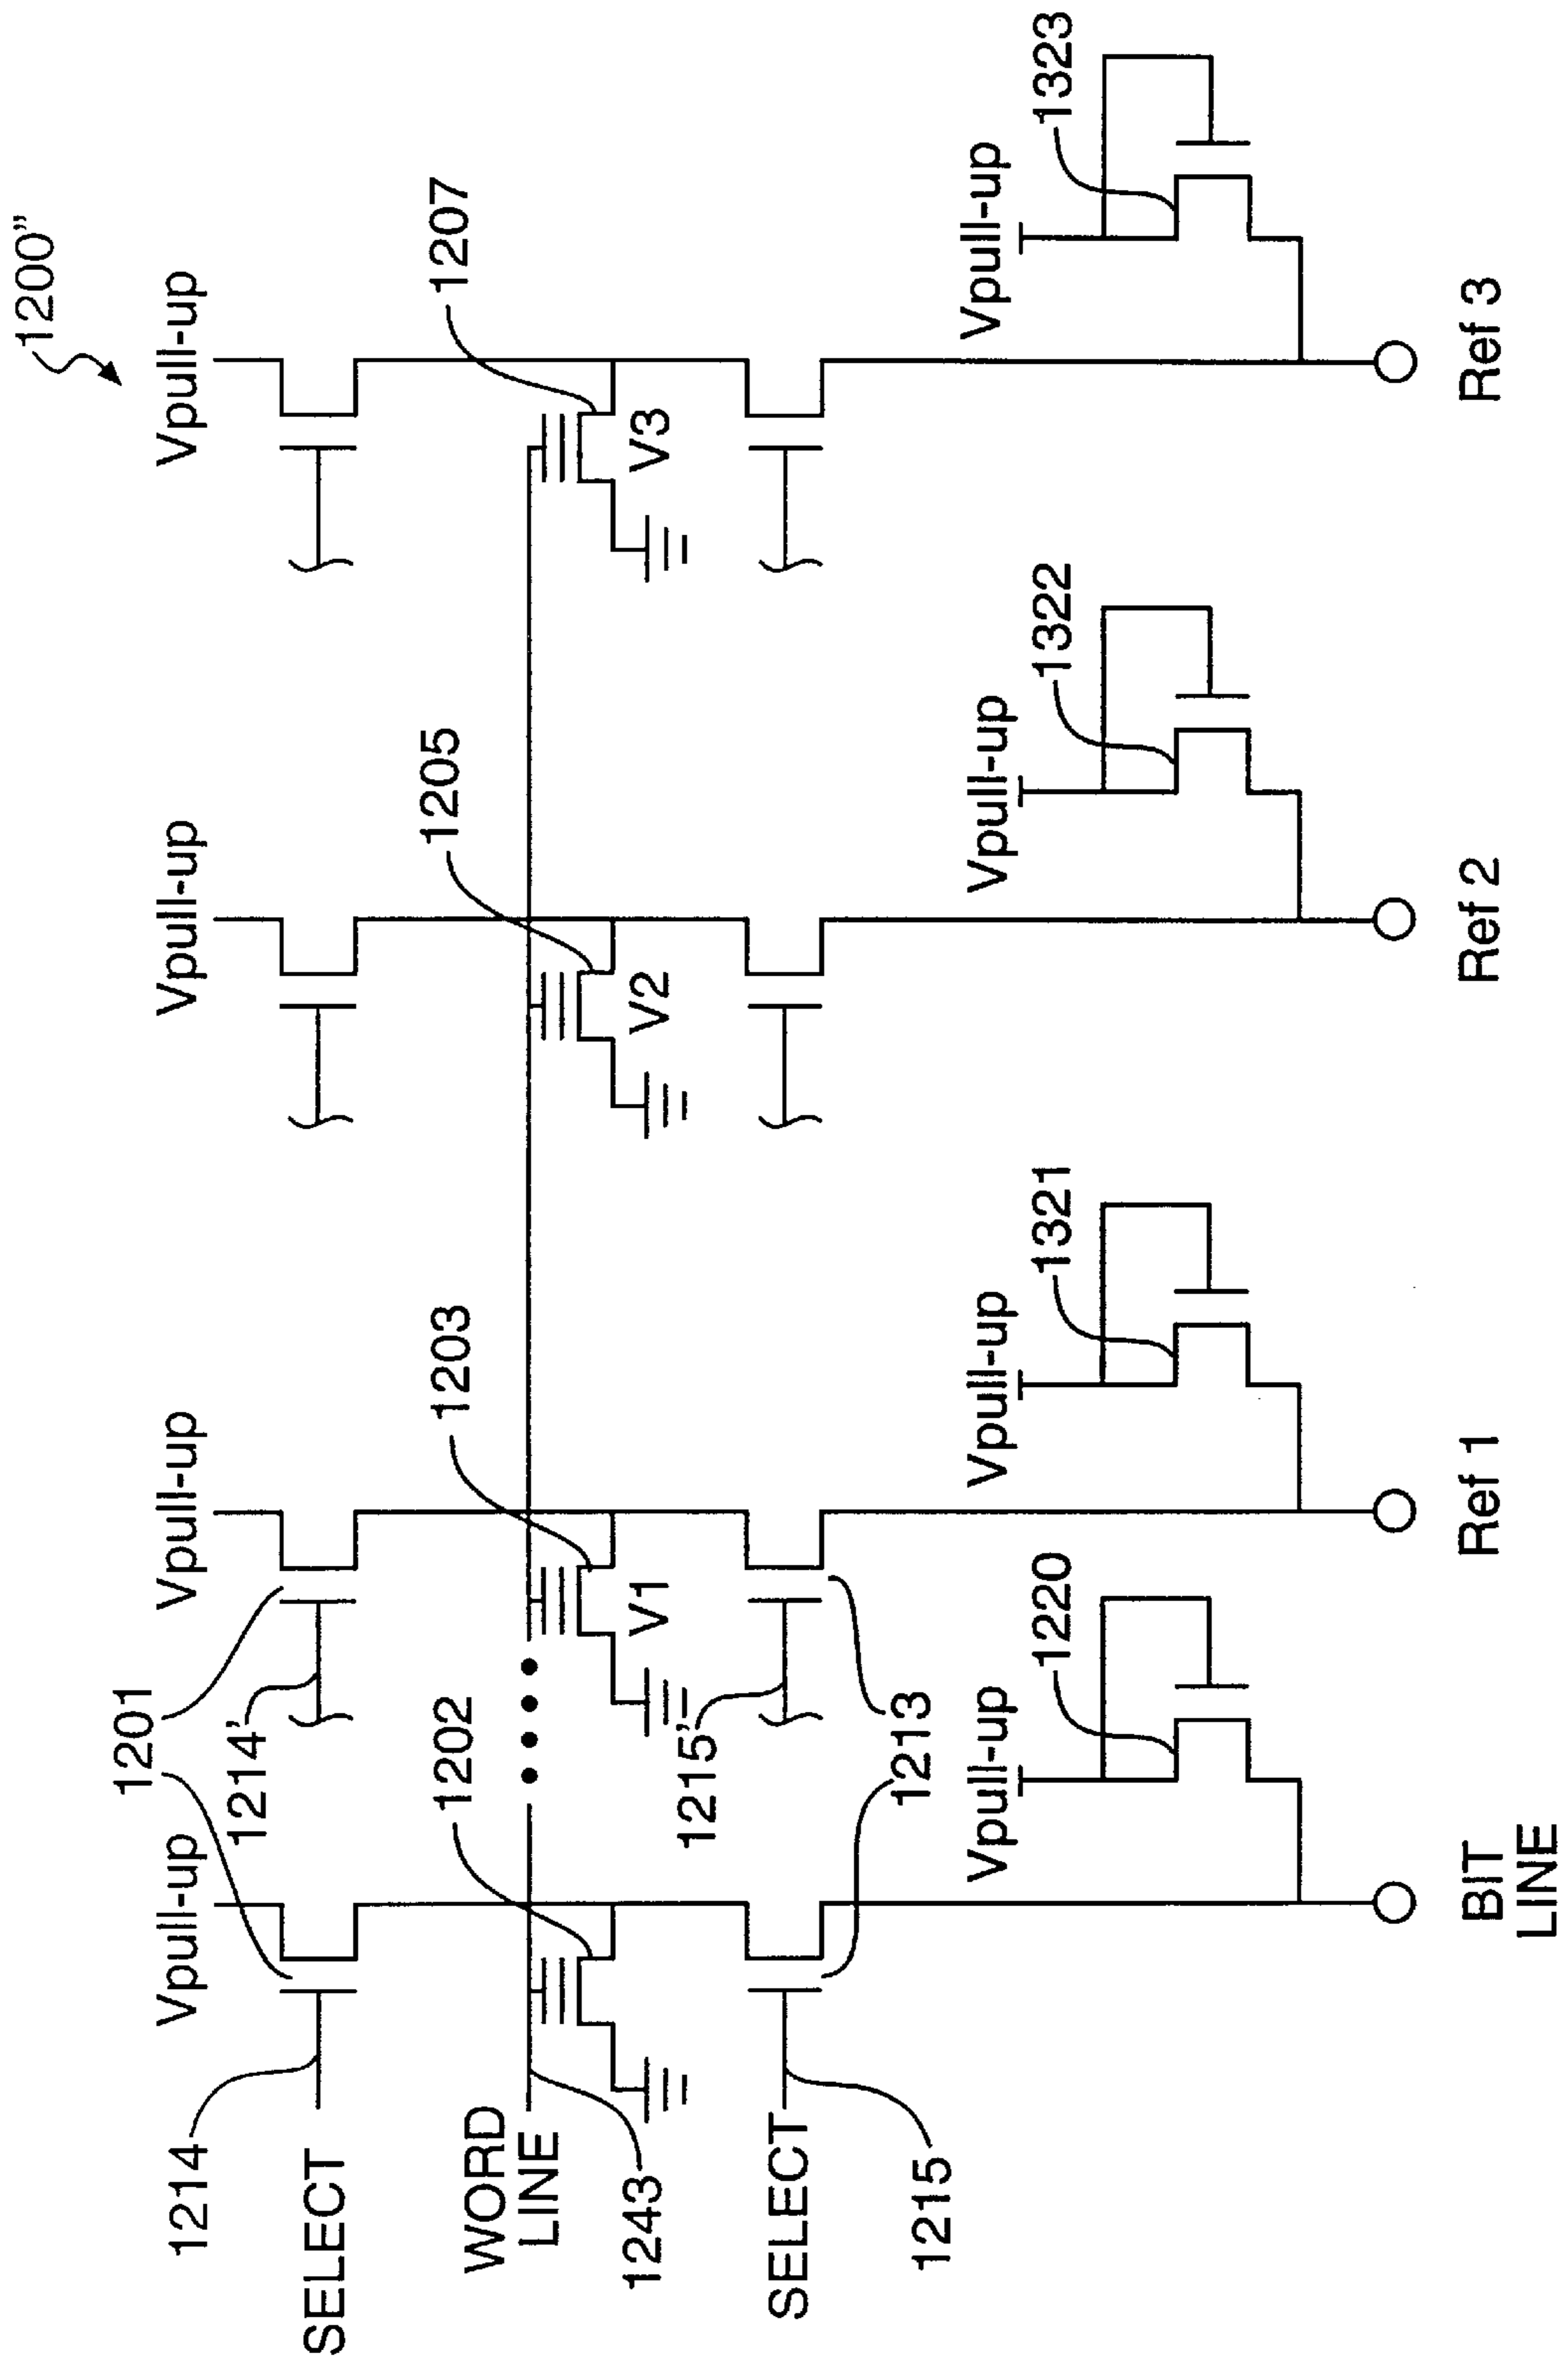 1200"
Vpull-up
Vpull-up
Vpull-up
Vpull-up
1201
1214
1214'
SELECT
1202
1203
1205
1207
WORD
LINE
1243
V1
V2
V3
SELECT
1215
1215'
1213
Vpull-up
1220
Vpull-up
1321
Vpull-up
1322
Vpull-up
1323
BIT
LINE
Ref 1
Ref 2
Ref 3